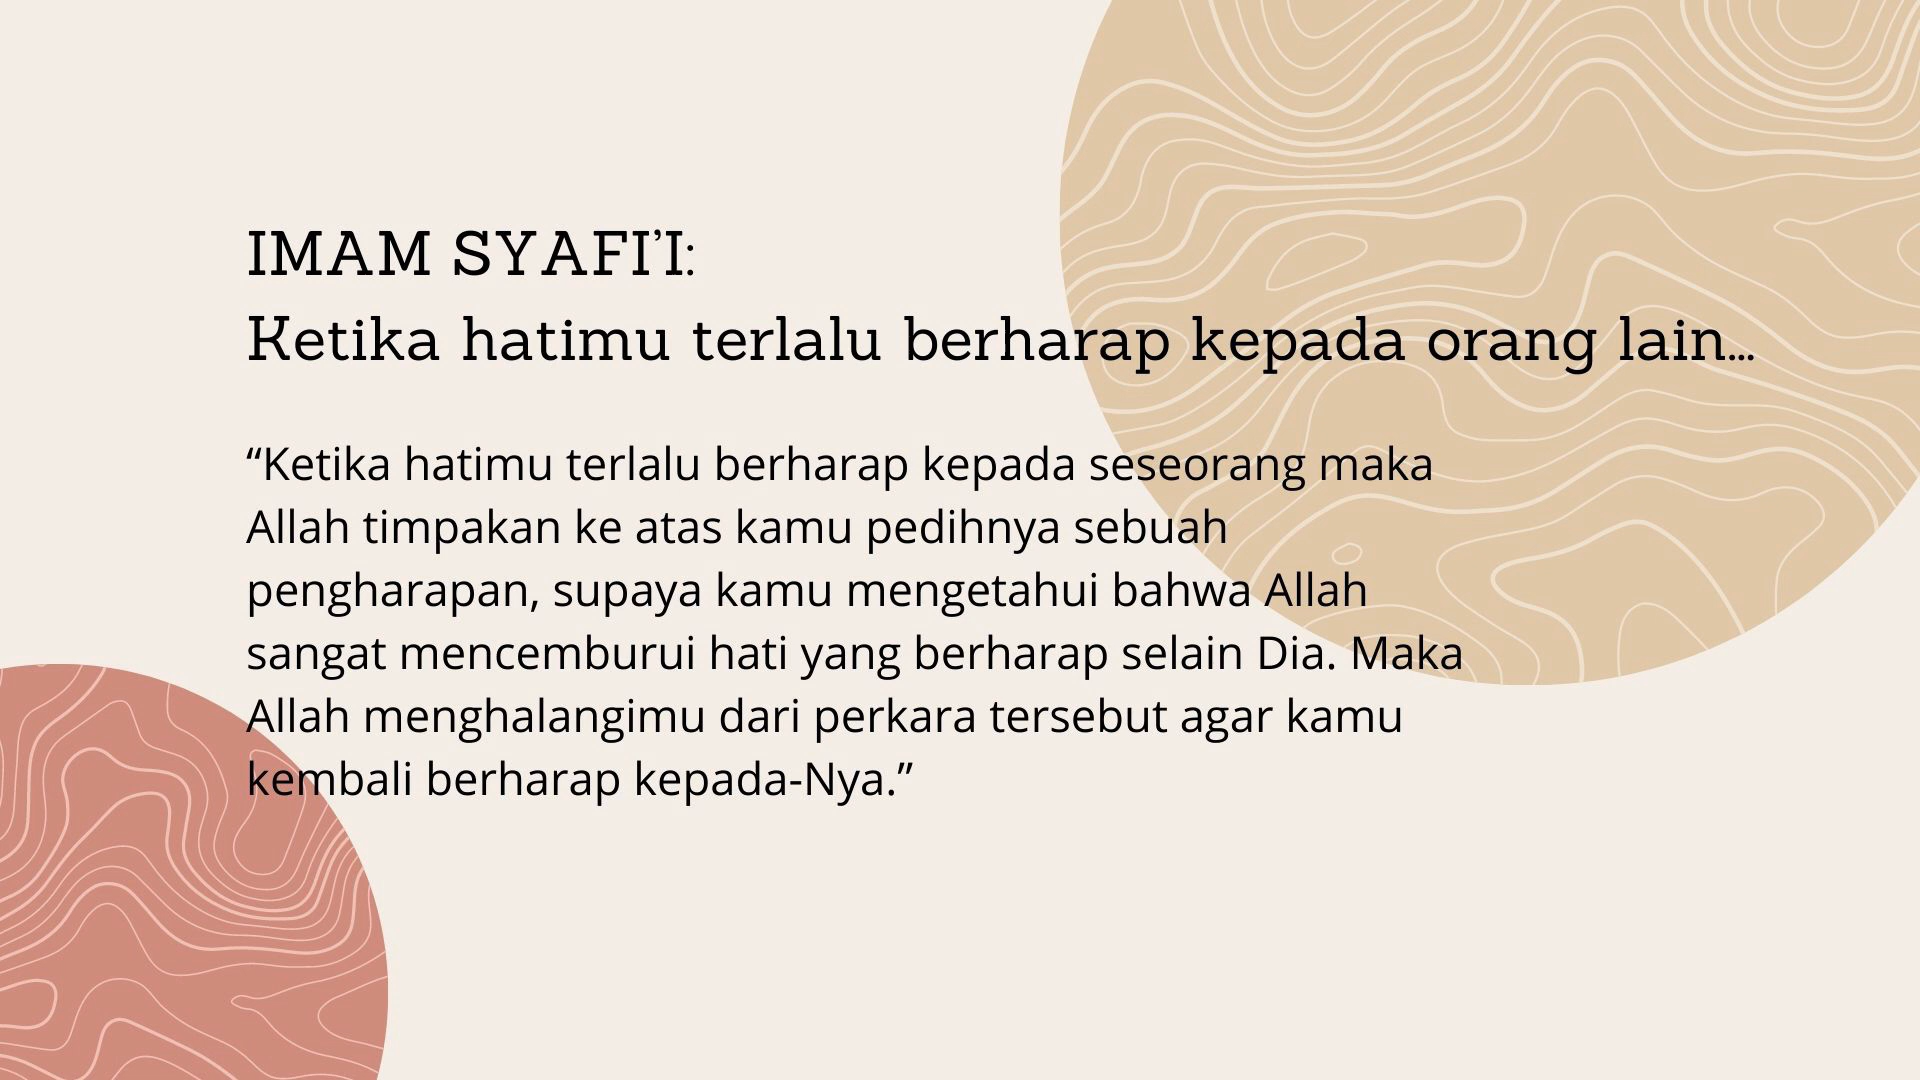 IMAM SYAFI’I:
Ketika hatimu terlalu berharap kepada orang lain...
“Ketika hatimu terlalu berharap kepada seseorang maka
Allah timpakan ke atas kamu pedihnya sebuah
pengharapan, supaya kamu mengetahui bahwa Allah
sangat mencemburui hati yang berharap selain Dia. Maka
Allah menghalangimu dari perkara tersebut agar kamu
kembali berharap kepada-Nya.”